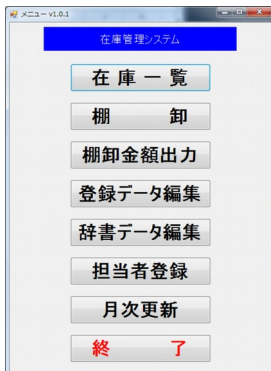 メニュー v1.0.1
在庫管理システム
在 庫 一 覧
棚 卸
棚卸金額出力
登録データ編集
辞書データ編集
担当者登録
月次更新
終 了